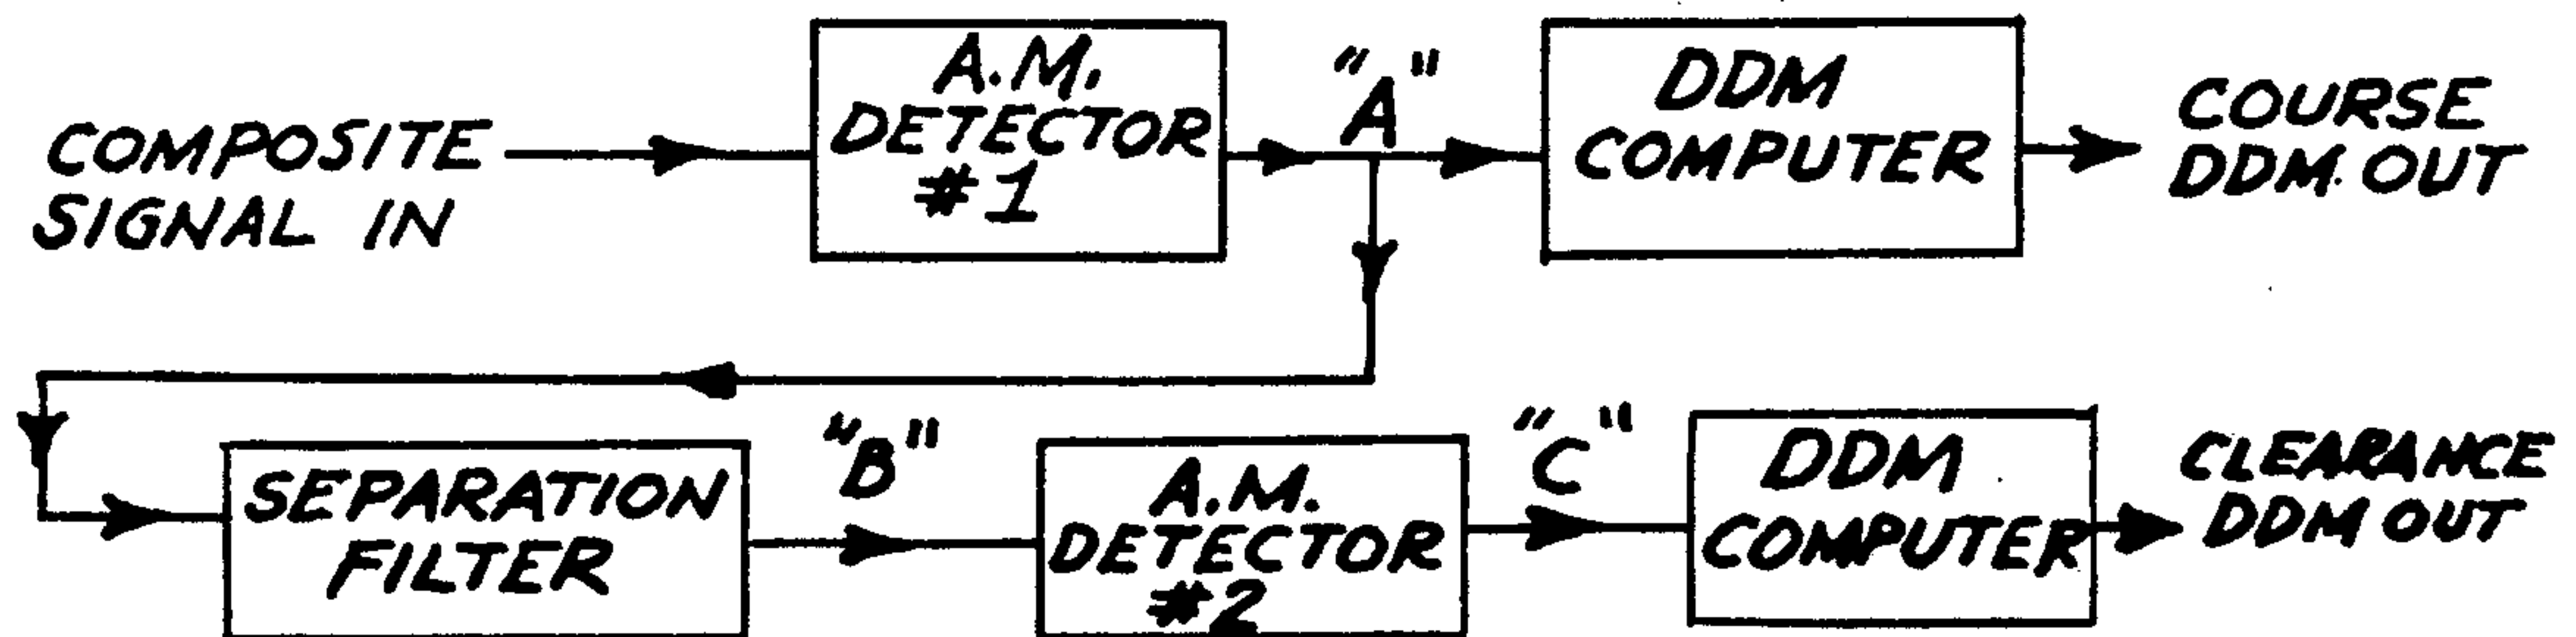 COMPOSITE
SIGNAL IN
A.M.
DETECTOR
#1
"A"
DDM
COMPUTER
COURSE
DDM OUT
SEPARATION
FILTER
"B"
A.M.
DETECTOR
#2
"C"
DDM
COMPUTER
CLEARANCE
DDM OUT